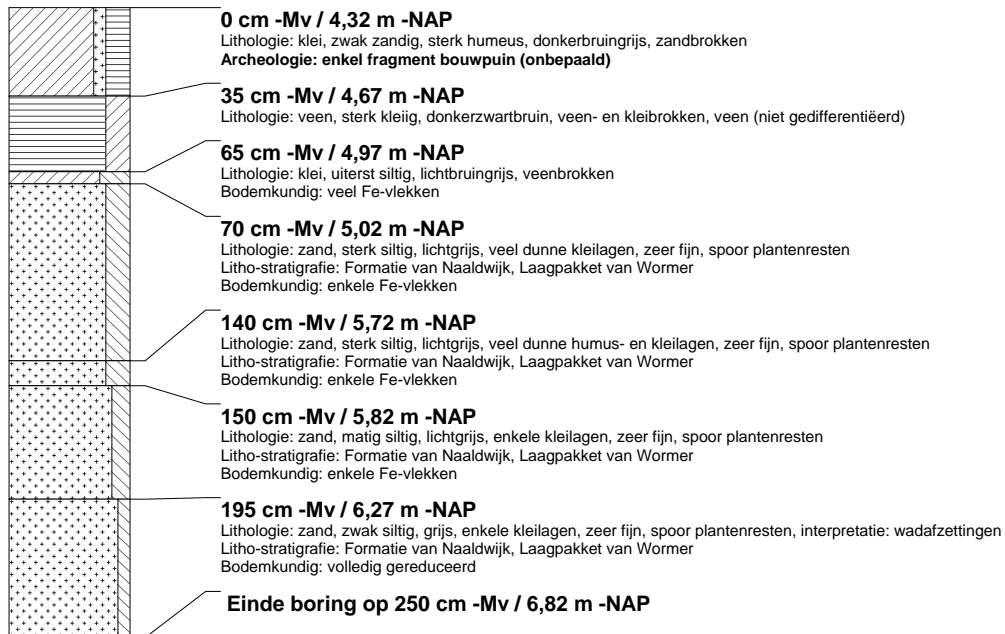 0 cm -Mv / 4,32 m -NAP
Lithologie: klei, zwak zandig, sterk humeus, donkerbruingrijs, zandbrokken
Archeologie: enkel fragment bouwpuin (onbepaald)
35 cm -Mv / 4,67 m -NAP
Lithologie: veen, sterk kleiig, donkerzwartbruin, veen- en kleibrokken, veen (niet gedifferentiëerd)
65 cm -Mv / 4,97 m -NAP
Lithologie: klei, uiterst siltig, lichtbruingrijs, veenbrokken
Bodemkundig: veel Fe-vlekken
70 cm -Mv / 5,02 m -NAP
Lithologie: zand, sterk siltig, lichtgrijs, veel dunne kleilagen, zeer fijn, spoor plantenresten
Litho-stratigrafie: Formatie van Naaldwijk, Laagpakket van Wormer
Bodemkundig: enkele Fe-vlekken
140 cm -Mv / 5,72 m -NAP
Lithologie: zand, sterk siltig, lichtgrijs, veel dunne humus- en kleilagen, zeer fijn, spoor plantenresten
Litho-stratigrafie: Formatie van Naaldwijk, Laagpakket van Wormer
Bodemkundig: enkele Fe-vlekken
150 cm -Mv / 5,82 m -NAP
Lithologie: zand, matig siltig, lichtgrijs, enkele kleilagen, zeer fijn, spoor plantenresten
Litho-stratigrafie: Formatie van Naaldwijk, Laagpakket van Wormer
Bodemkundig: enkele Fe-vlekken
195 cm -Mv / 6,27 m -NAP
Lithologie: zand, zwak siltig, grijs, enkele kleilagen, zeer fijn, spoor plantenresten, interpretatie: wadafzettingen
Litho-stratigrafie: Formatie van Naaldwijk, Laagpakket van Wormer
Bodemkundig: volledig gereduceerd
Einde boring op 250 cm -Mv / 6,82 m -NAP